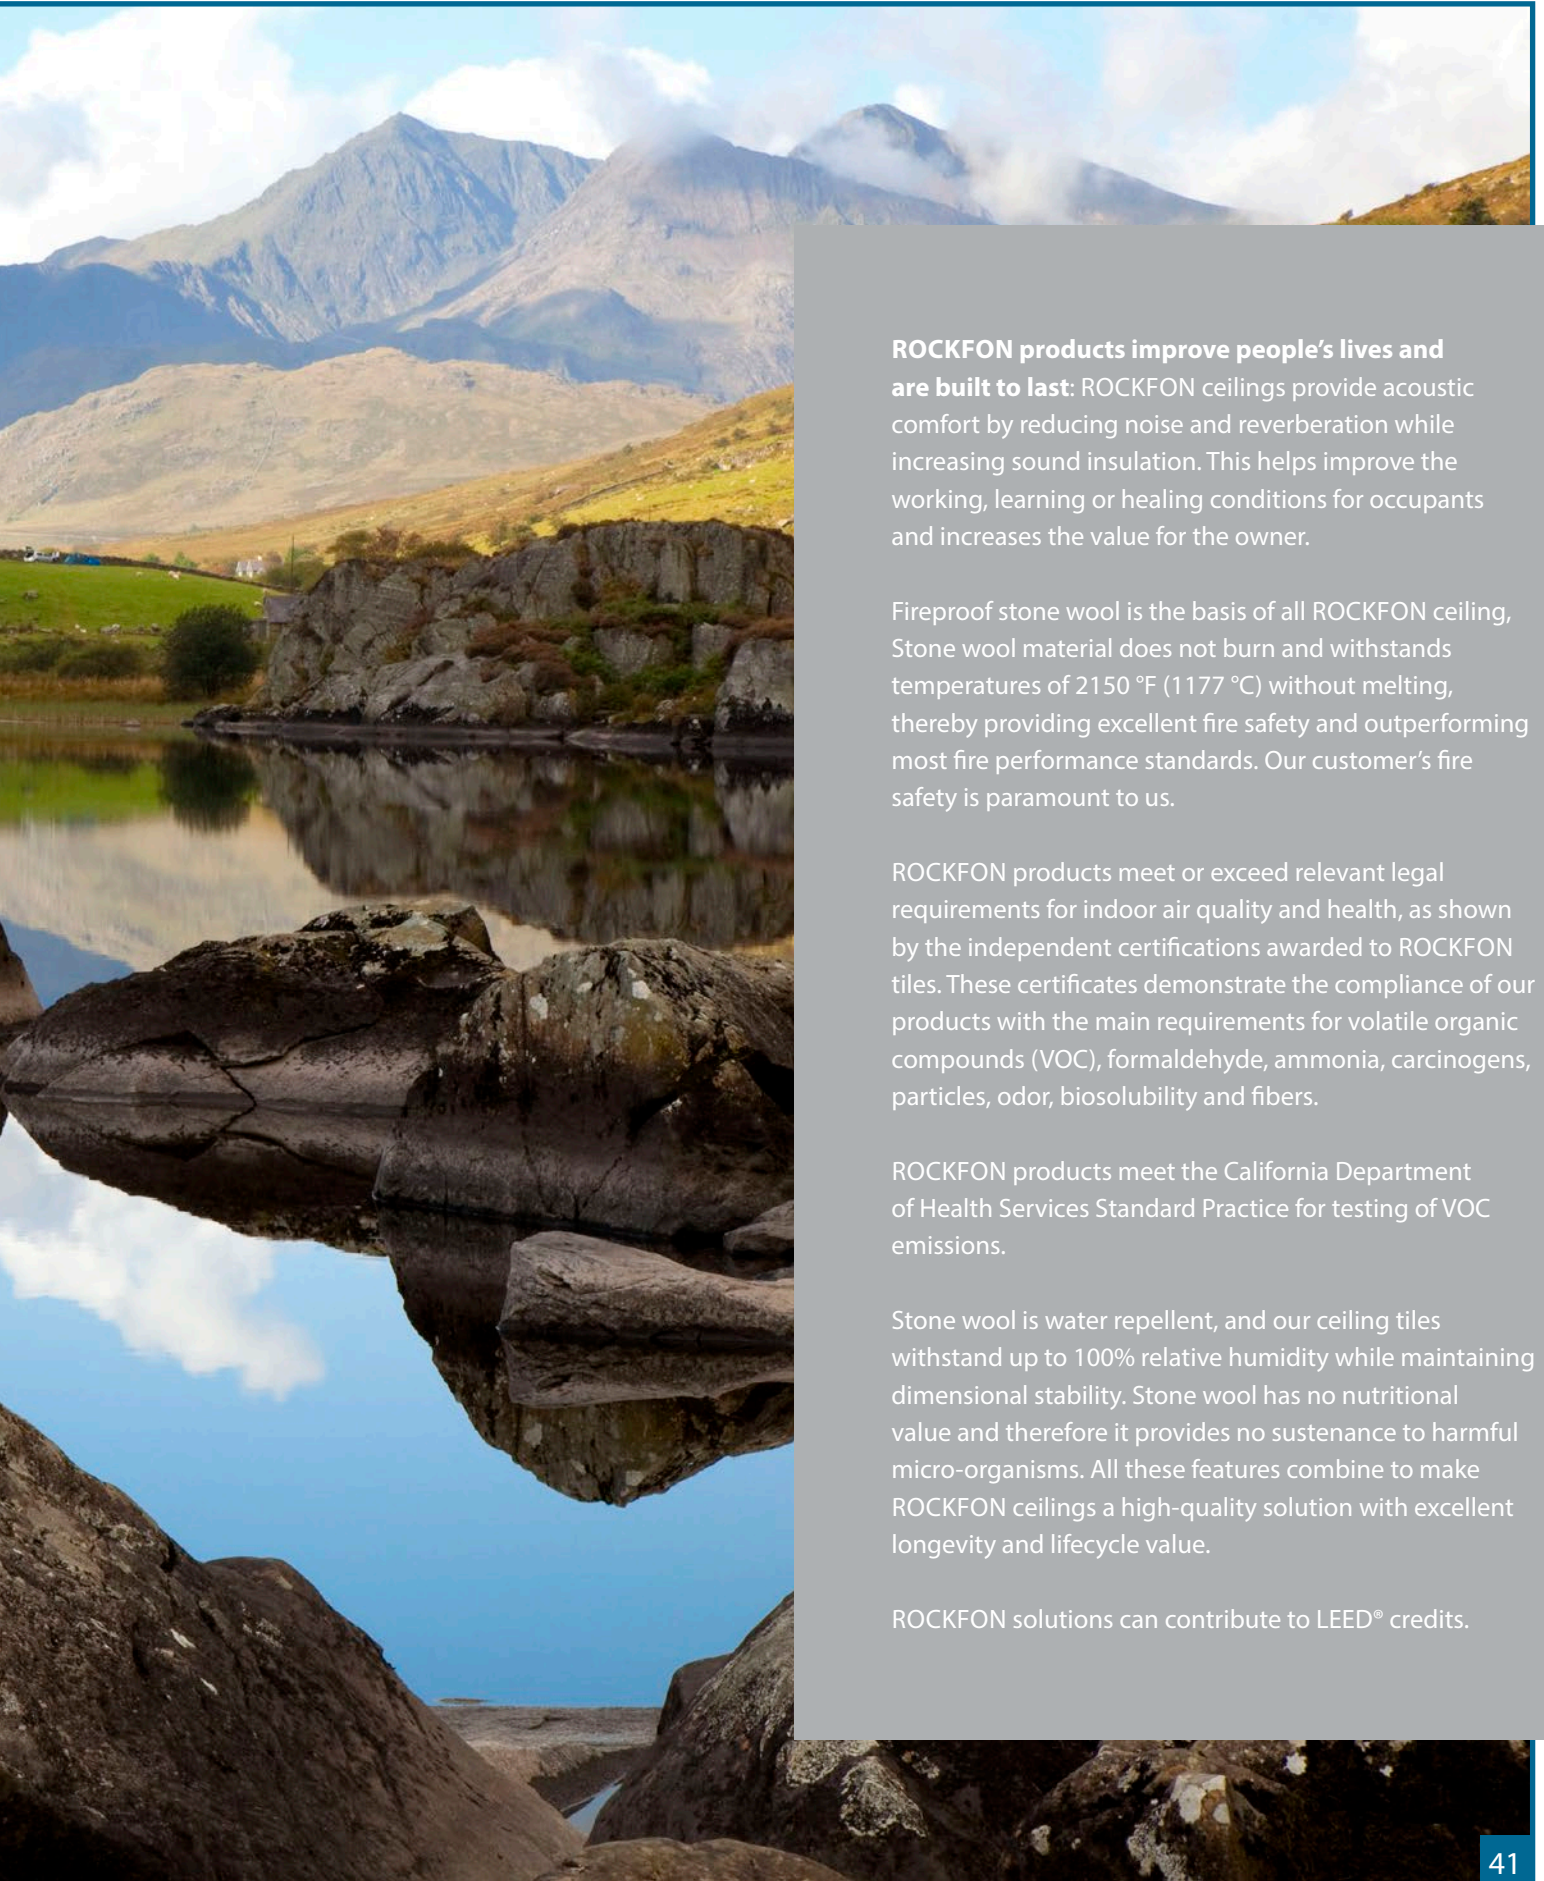 ROCKFON products improve people’s lives and
are built to last: ROCKFON ceilings provide acoustic
comfort by reducing noise and reverberation while
increasing sound insulation. This helps improve the
working, learning or healing conditions for occupants
and increases the value for the owner.
Fireproof stone wool is the basis of all ROCKFON ceiling,
Stone wool material does not burn and withstands
temperatures of 2150 °F (1177 °C) without melting,
thereby providing excellent fire safety and outperforming
most fire performance standards. Our customer’s fire
safety is paramount to us.
ROCKFON products meet or exceed relevant legal
requirements for indoor air quality and health, as shown
by the independent certifications awarded to ROCKFON
tiles. These certificates demonstrate the compliance of our
products with the main requirements for volatile organic
compounds (VOC), formaldehyde, ammonia, carcinogens,
particles, odor, biosolubility and fibers.
ROCKFON products meet the California Department
of Health Services Standard Practice for testing of VOC
emissions.
Stone wool is water repellent, and our ceiling tiles
withstand up to 100% relative humidity while maintaining
dimensional stability. Stone wool has no nutritional
value and therefore it provides no sustenance to harmful
micro-organisms. All these features combine to make
ROCKFON ceilings a high-quality solution with excellent
longevity and lifecycle value.
ROCKFON solutions can contribute to LEED® credits.
41